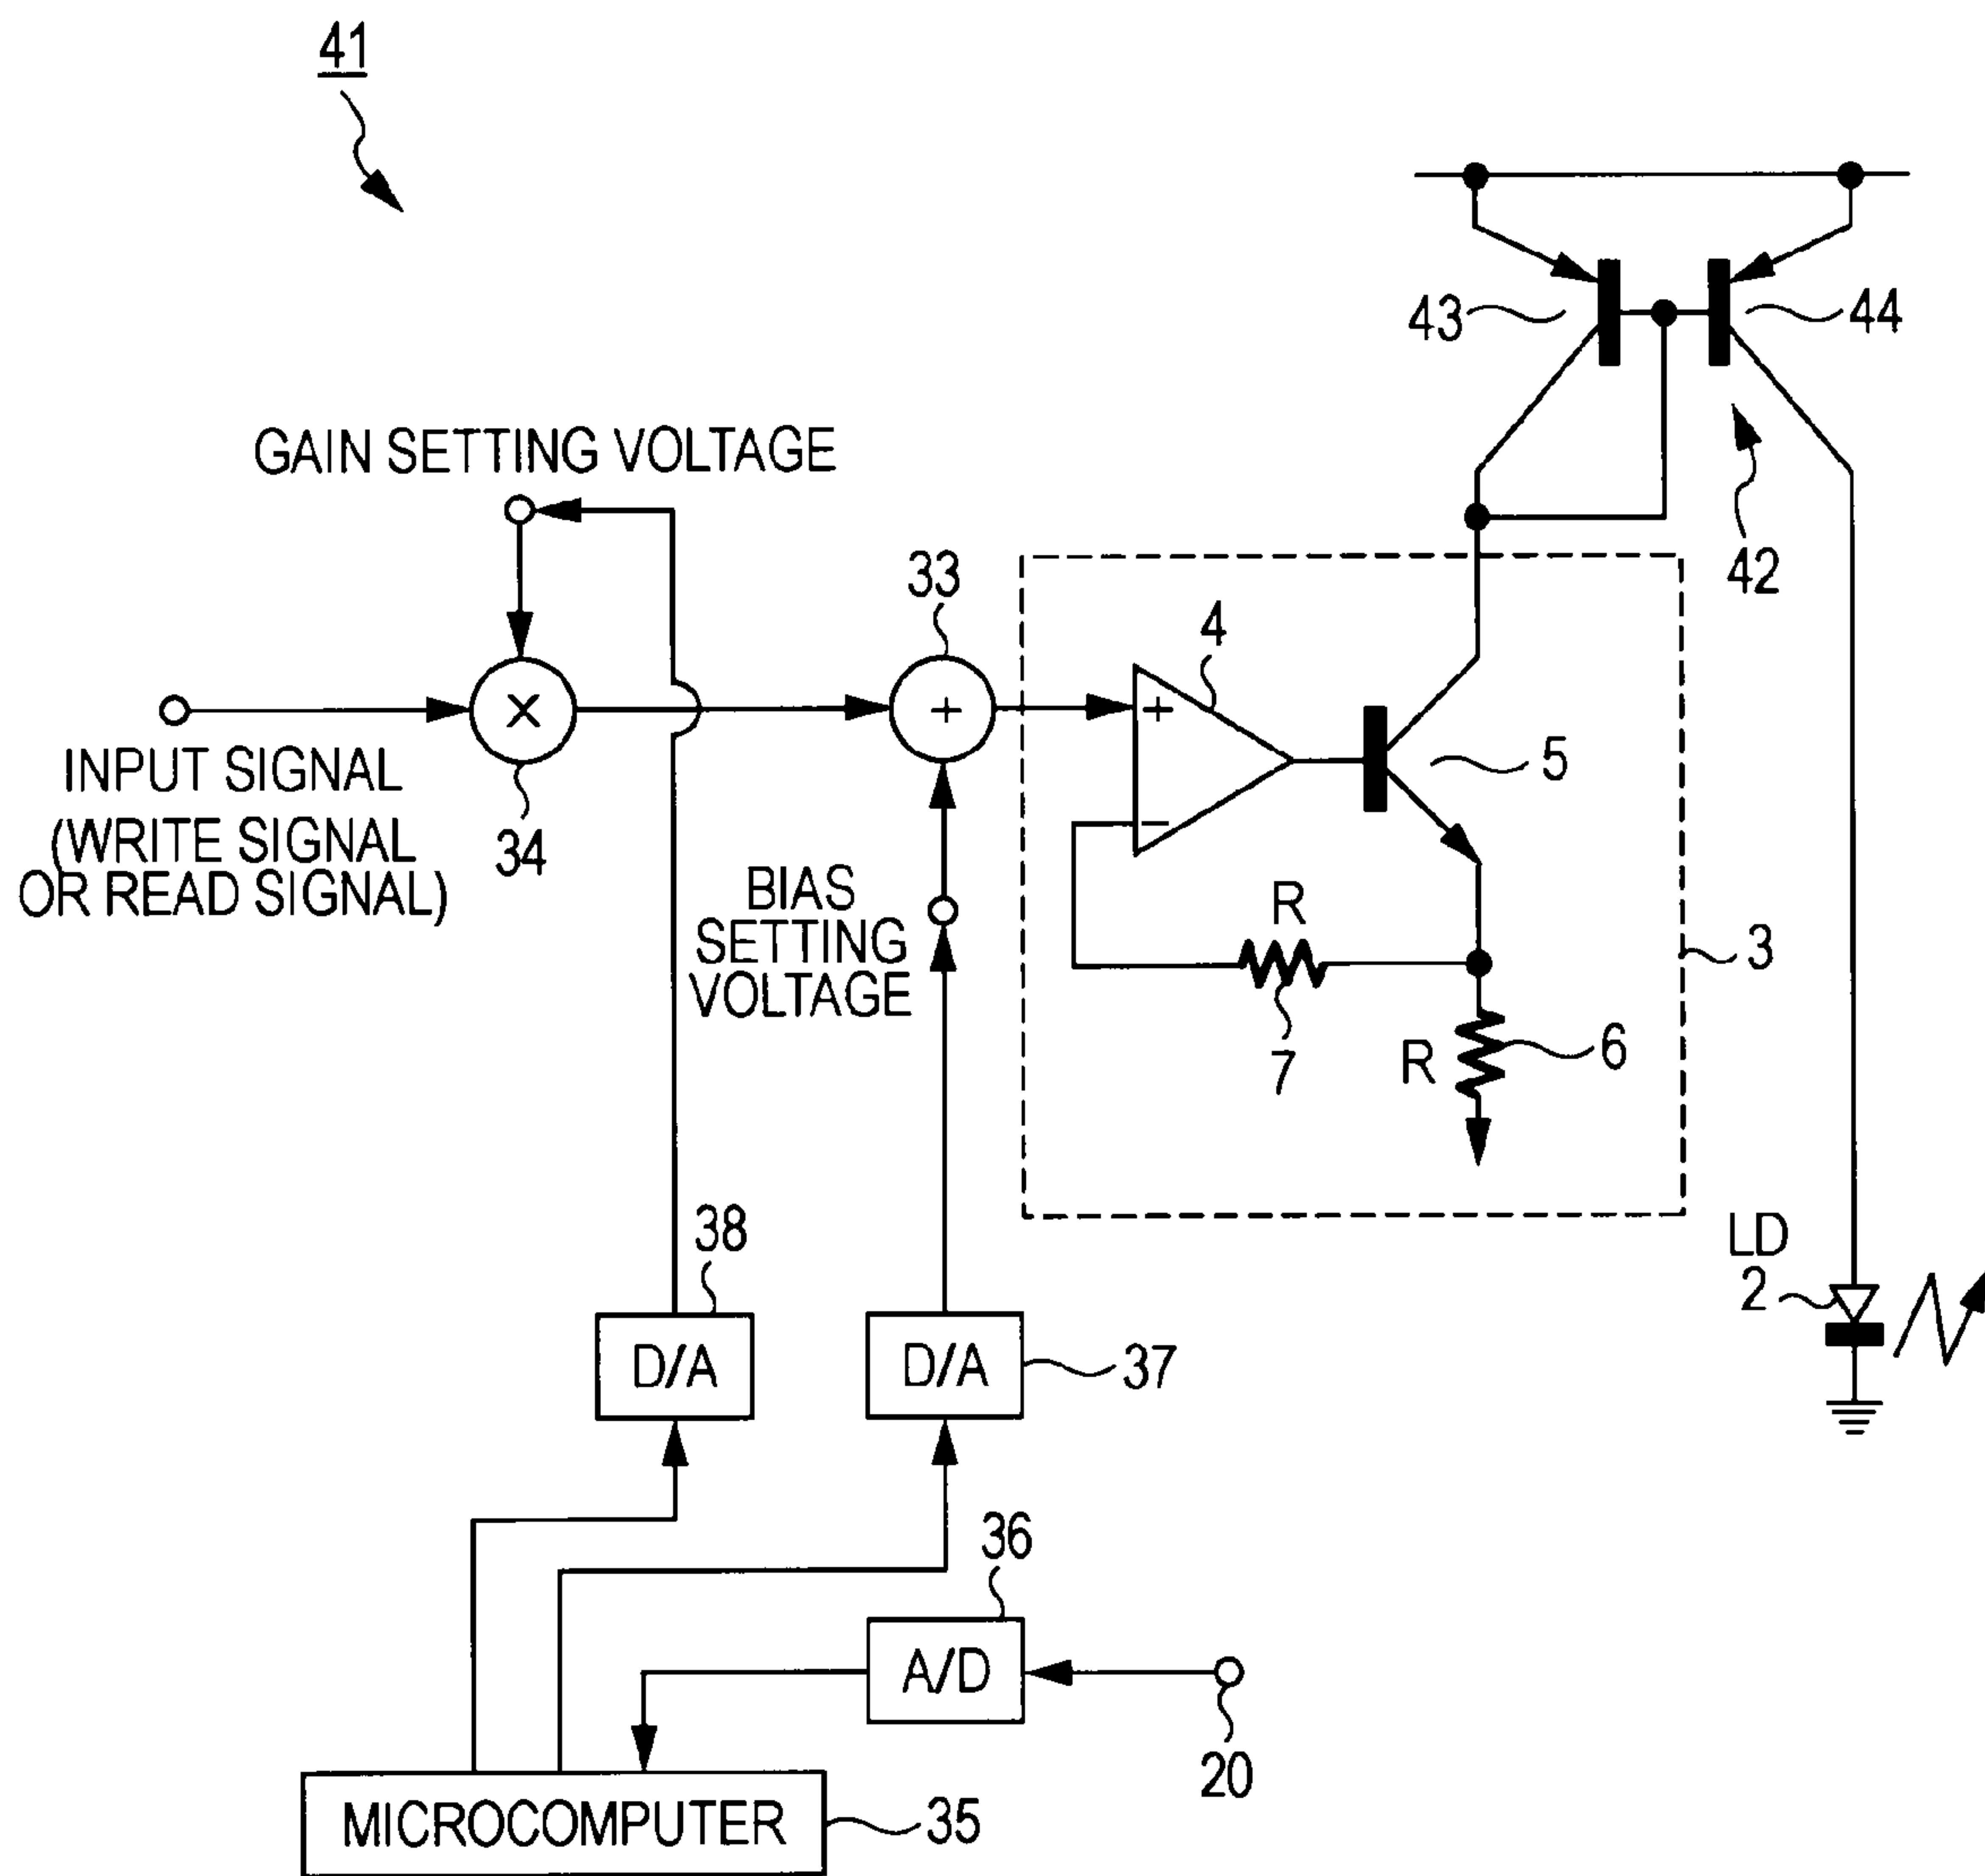 41
43
44
GAIN SETTING VOLTAGE
42
33
4
+
×
+
5
INPUT SIGNAL
(WRITE SIGNAL
OR READ SIGNAL)
34
−
BIAS
SETTING
VOLTAGE
R
3
7
R
6
38
LD
2
D/A
D/A
37
36
A/D
20
MICROCOMPUTER
35